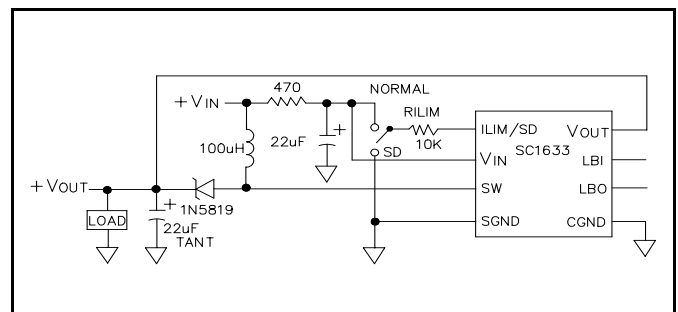 470
NORMAL
+VIN
RILIM
100uH
22uF
+
SD
10K
ILIM/SD
VOUT
SC1633
VIN
LBI
+VOUT
SW
LBO
+
1N5819
LOAD
22uF
TANT
SGND
CGND